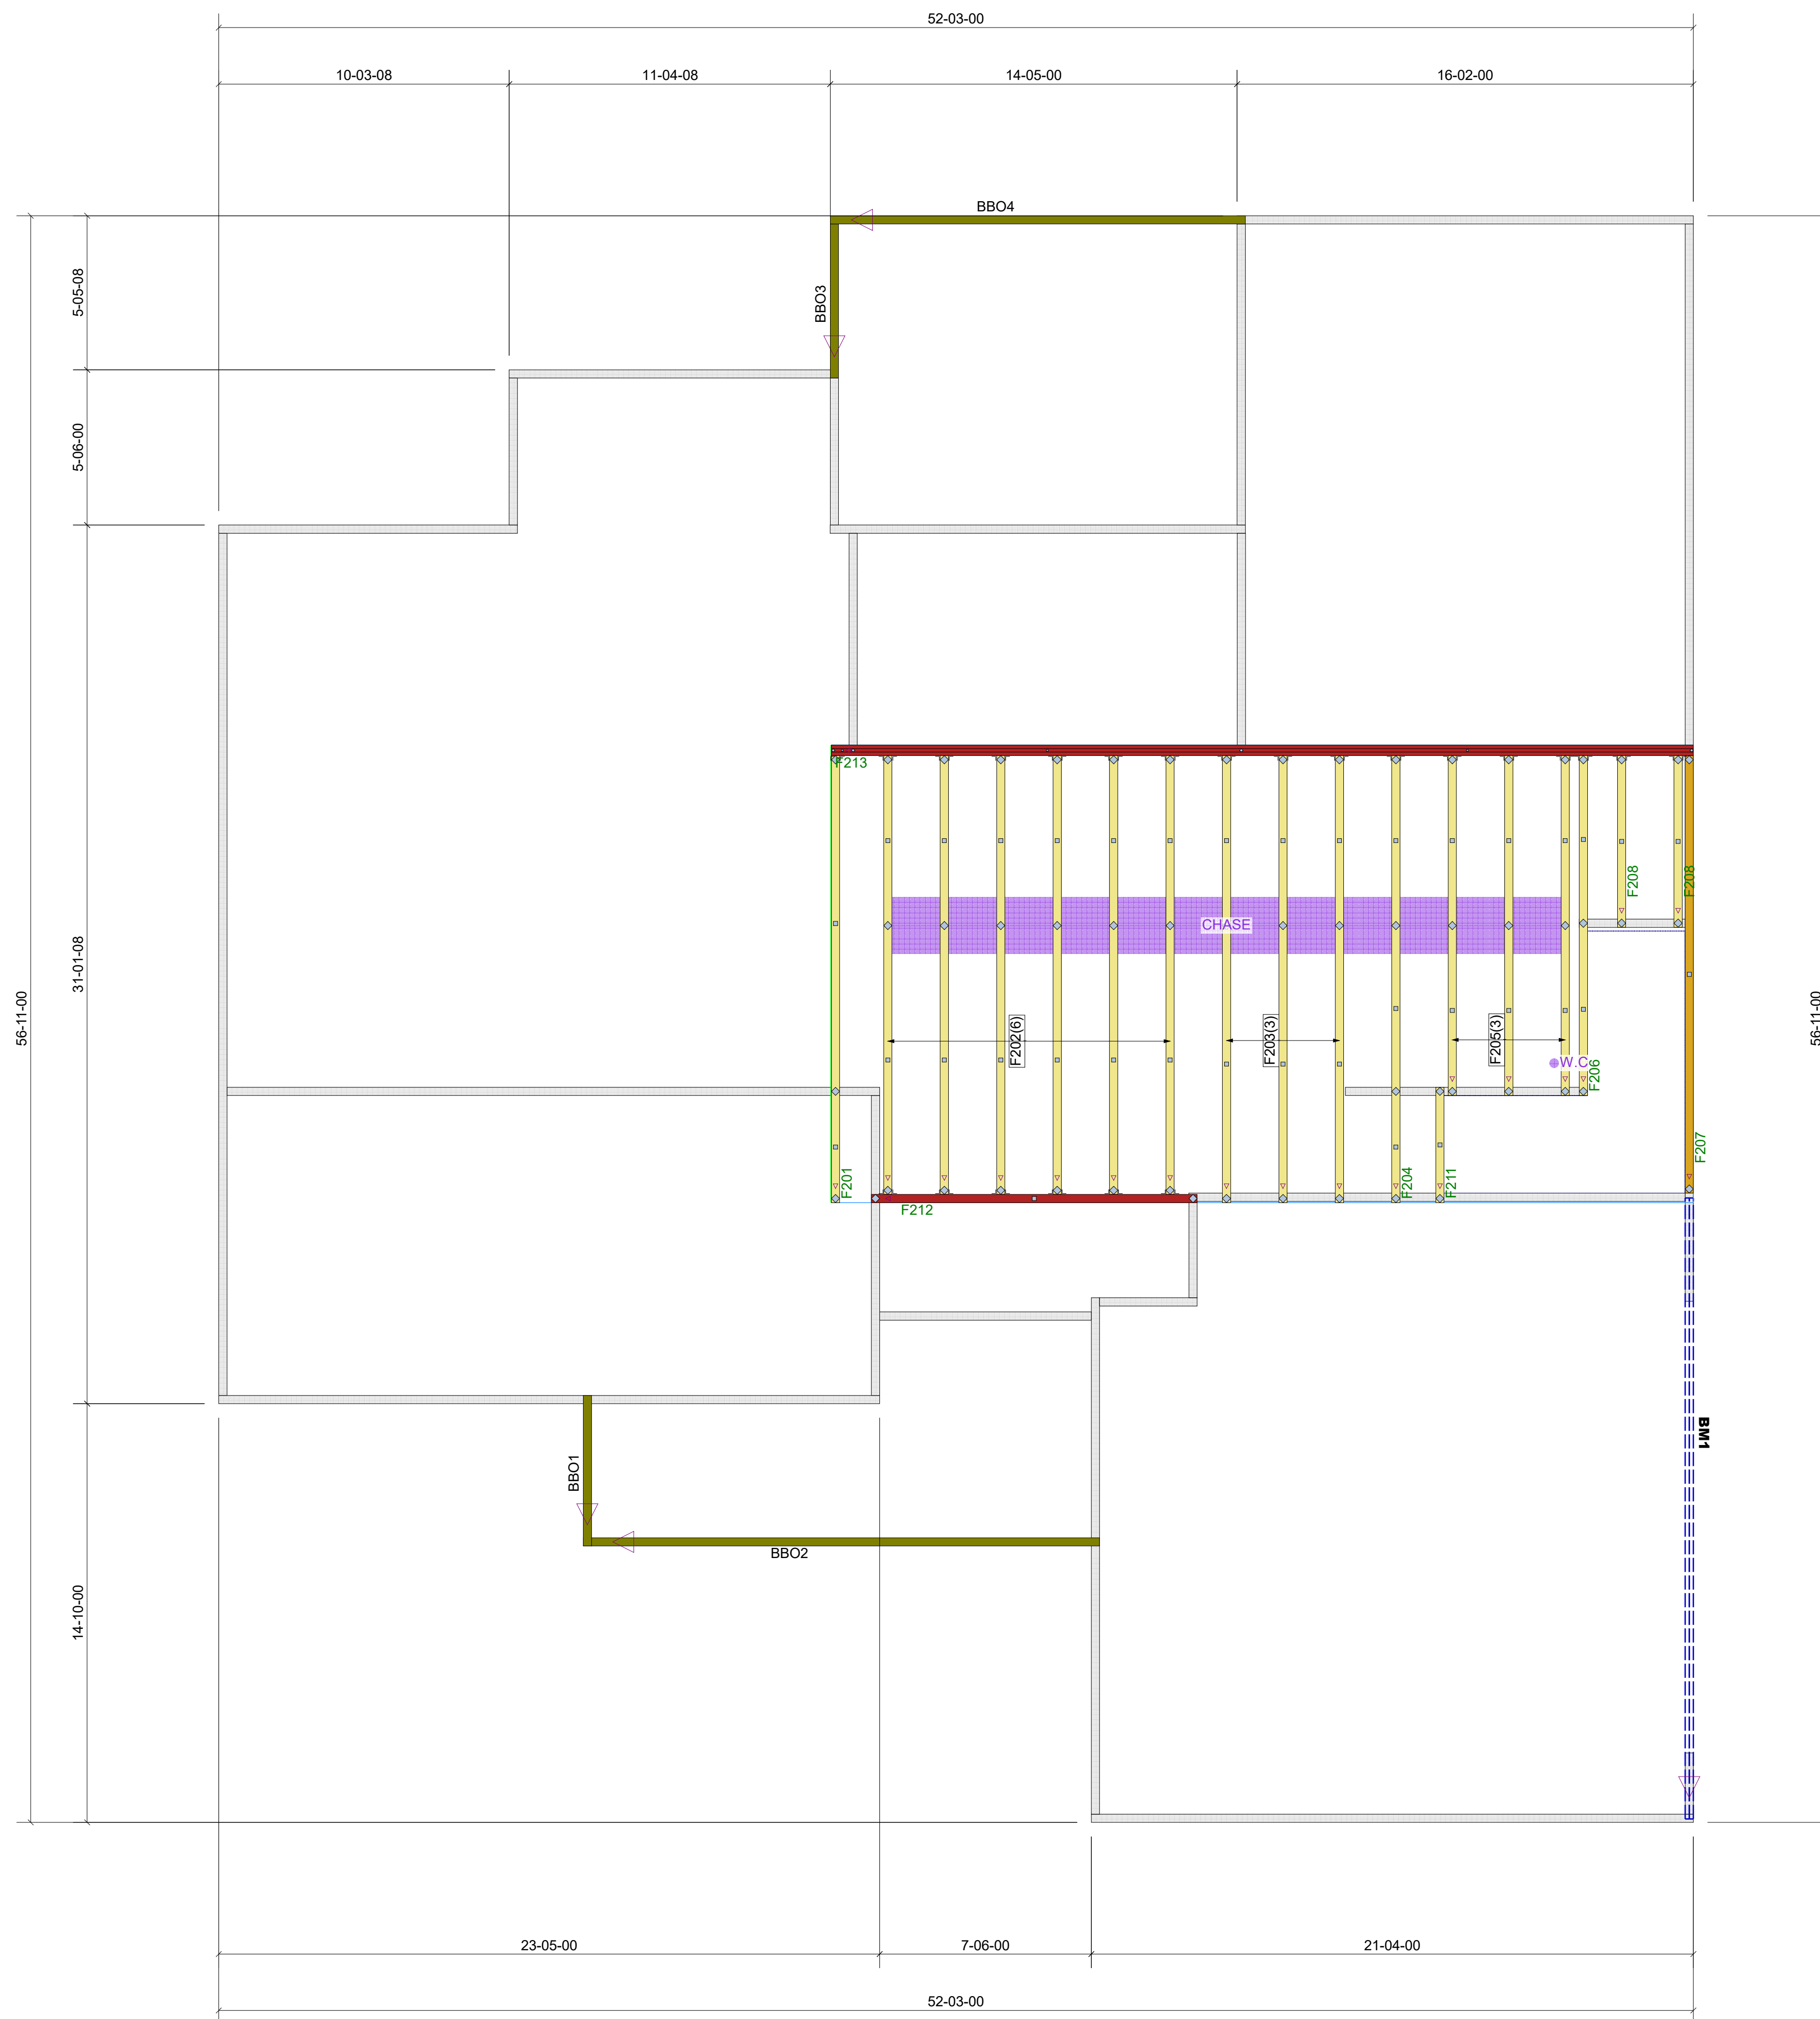 52-03-00
10-03-08
11-04-08
14-05-00
16-02-00
BBO4
5-05-08
BBO3
5-06-00
F213
F208
F208
CHASE
31-01-08
56-11-00
56-11-00
F202(6)
F203(3)
F205(3)
W.C
F206
F207
F201
F204
F211
F212
BM1
BBO1
BBO2
14-10-00
23-05-00
7-06-00
21-04-00
52-03-00